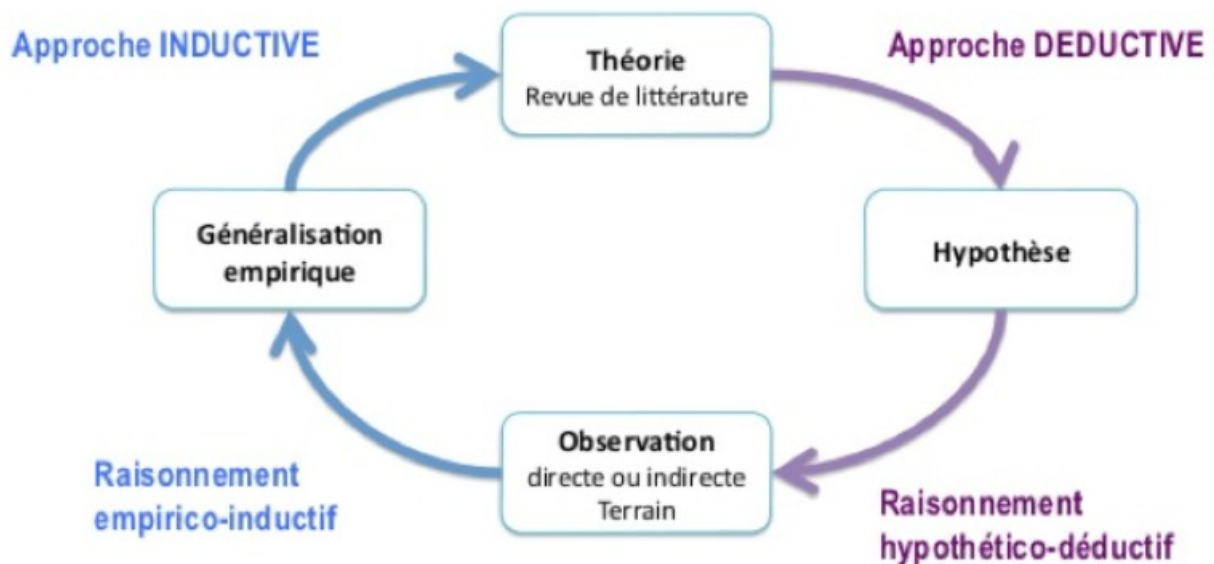 Approche INDUCTIVE
Théorie
Revue de littérature
Approche DEDUCTIVE
Généralisation
empirique
Hypothèse
Observation
directe ou indirecte
Terrain
Raisonnement
empirico-inductif
Raisonnement
hypothético-déductif